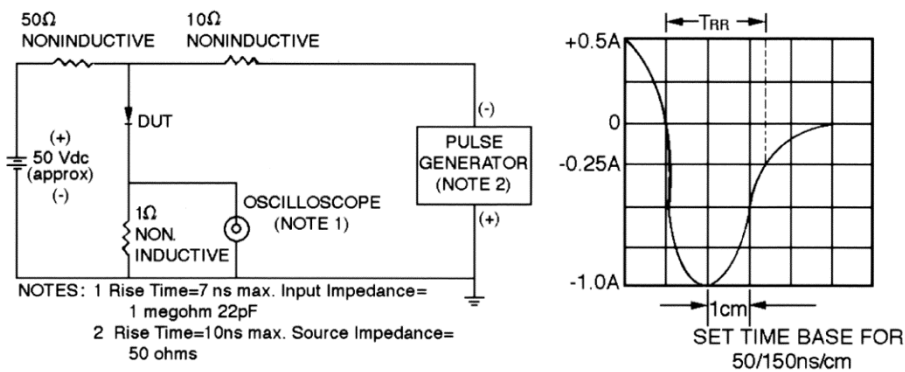 50Ω
NONINDUCTIVE
10Ω
NONINDUCTIVE
DUT
(+)
50 Vdc
(approx)
(-)
(-)
PULSE
GENERATOR
(NOTE 2)
(+)
1Ω
NON.
INDUCTIVE
OSCILLOSCOPE
(NOTE 1)
NOTES: 1 Rise Time=7 ns max. Input Impedance=
1 megohm 22pF
2 Rise Time=10ns max. Source Impedance=
50 ohms
TRR
+0.5A
0
-0.25A
-1.0A
1cm
SET TIME BASE FOR
50/150ns/cm